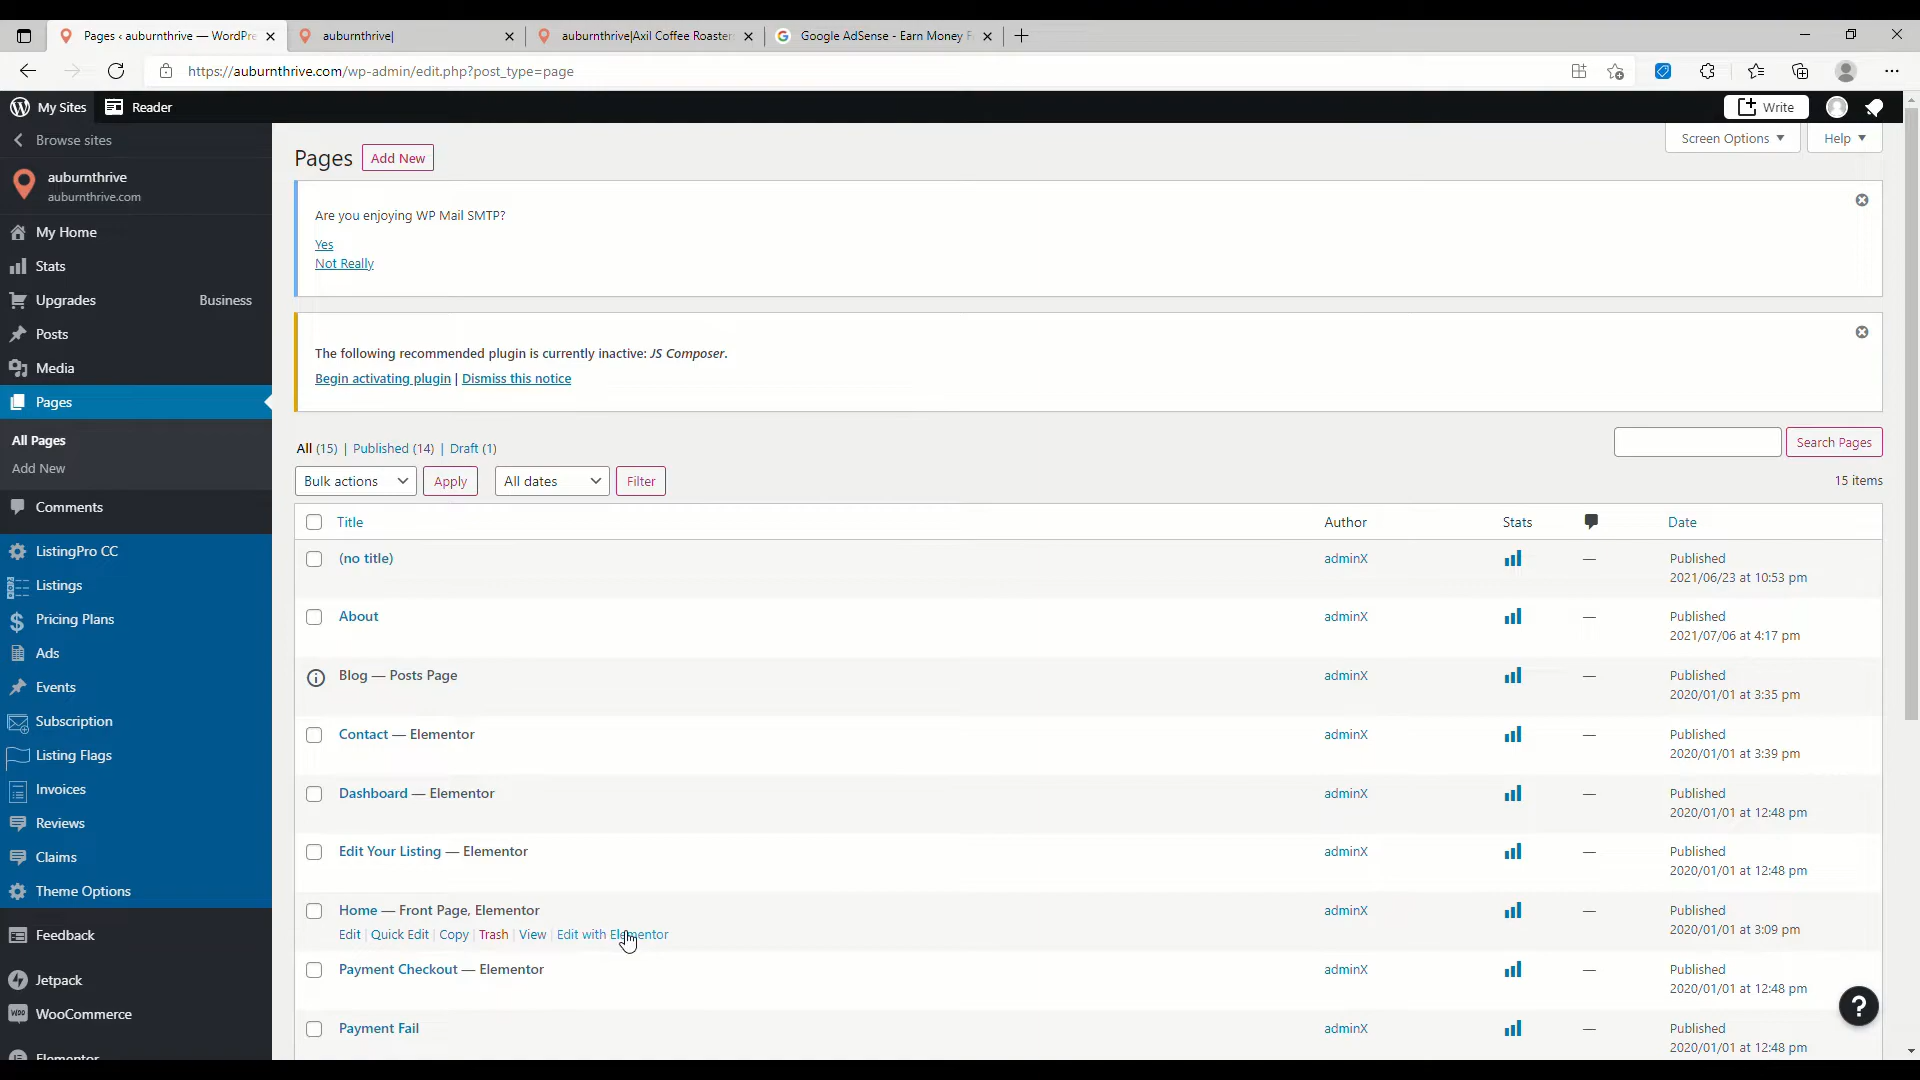 Pages ‹ auburnthrive — WordPre
auburnthrive|
auburnthrive|Axil Coffee Roaster
Google AdSense - Earn Money F
https://auburnthrive.com/wp-admin/edit.php?post_type=page
My Sites
Reader
Write
Browse sites
auburnthrive
auburnthrive.com
My Home
Stats
Upgrades
Business
Posts
Media
Pages
All Pages
Add New
Comments
ListingPro CC
Listings
Pricing Plans
Ads
Events
Subscription
Listing Flags
Invoices
Reviews
Claims
Theme Options
Feedback
Jetpack
WooCommerce
Elementor
Screen Options
Help
Pages
Add New
Are you enjoying WP Mail SMTP?
Yes
Not Really
The following recommended plugin is currently inactive: JS Composer.
Begin activating plugin | Dismiss this notice
All (15) | Published (14) | Draft (1)
Search Pages
Bulk actions
Apply
All dates
Filter
15 items
Title
Author
Stats
Date
(no title)
adminX
—
Published
2021/06/23 at 10:53 pm
About
adminX
—
Published
2021/07/06 at 4:17 pm
Blog — Posts Page
adminX
—
Published
2020/01/01 at 3:35 pm
Contact — Elementor
adminX
—
Published
2020/01/01 at 3:39 pm
Dashboard — Elementor
adminX
—
Published
2020/01/01 at 12:48 pm
Edit Your Listing — Elementor
adminX
—
Published
2020/01/01 at 12:48 pm
Home — Front Page, Elementor
Edit | Quick Edit | Copy | Trash | View | Edit with Elementor
adminX
—
Published
2020/01/01 at 3:09 pm
Payment Checkout — Elementor
adminX
—
Published
2020/01/01 at 12:48 pm
Payment Fail
adminX
—
Published
2020/01/01 at 12:48 pm
?